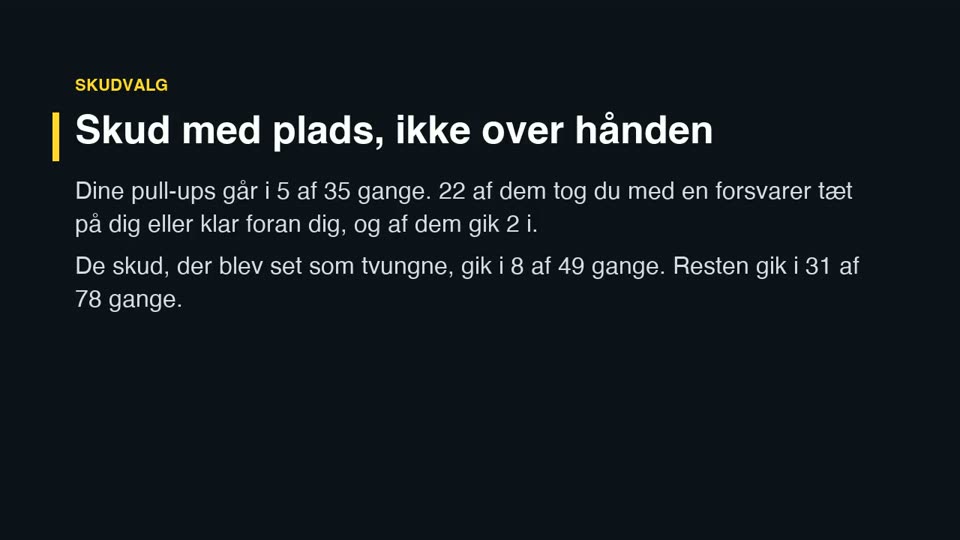 SKUDVALG
Skud med plads, ikke over hånden
Dine pull-ups går i 5 af 35 gange. 22 af dem tog du med en forsvarer tæt
på dig eller klar foran dig, og af dem gik 2 i.
De skud, der blev set som tvungne, gik i 8 af 49 gange. Resten gik i 31 af
78 gange.